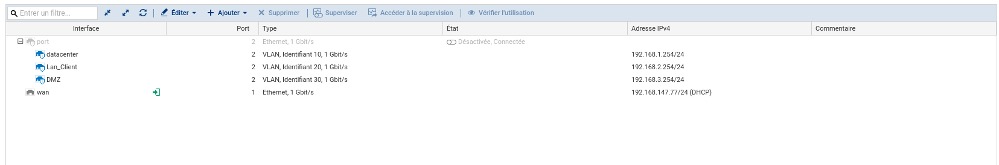 Entrer un filtre... Éditer Ajouter Supprimer Superviser Accéder à la supervision Vérifier l'utilisation
Interface Port Type État Adresse IPv4 Commentaire
port 2 Ethernet, 1 Gbit/s Désactivée, Connectée
datacenter 2 VLAN, Identifiant 10, 1 Gbit/s 192.168.1.254/24
Lan_Client 2 VLAN, Identifiant 20, 1 Gbit/s 192.168.2.254/24
DMZ 2 VLAN, Identifiant 30, 1 Gbit/s 192.168.3.254/24
wan 1 Ethernet, 1 Gbit/s 192.168.147.77/24 (DHCP)